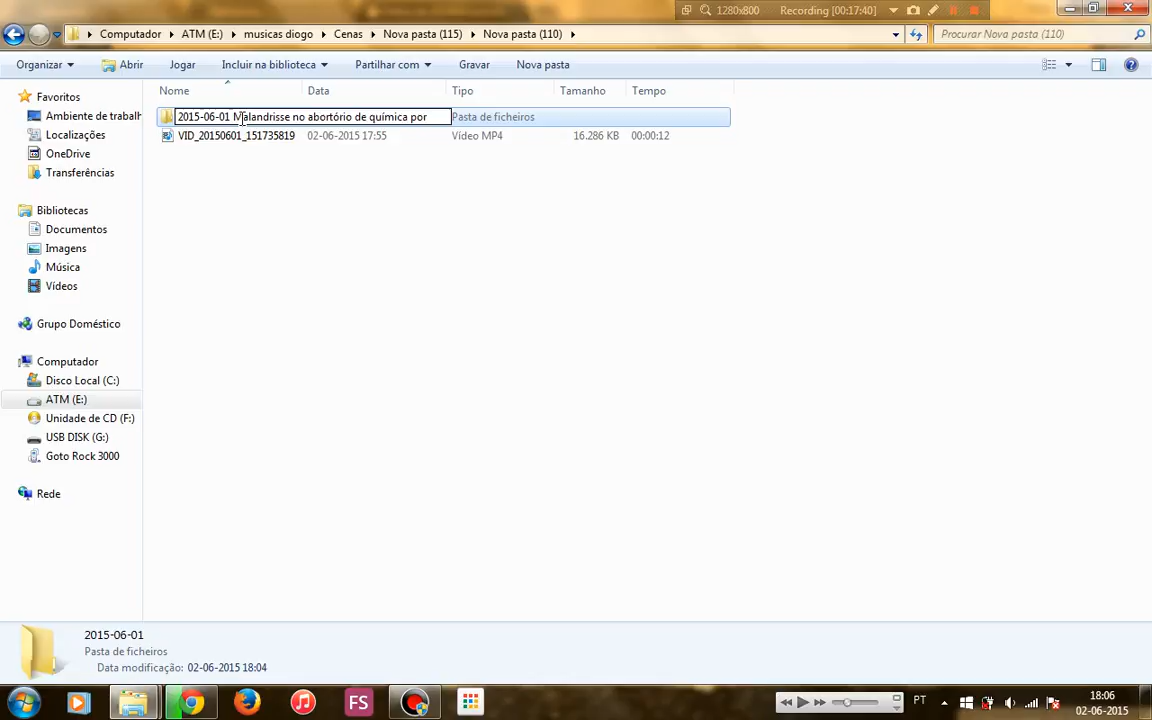 1280x800 Recording [00:17:40]
Computador ATM (E:) musicas diogo Cenas Nova pasta (115) Nova pasta (110) Procurar Nova pasta (110)
Organizar Abrir Jogar Incluir na biblioteca Partilhar com Gravar Nova pasta
Nome Data Tipo Tamanho Tempo
2015-06-01 Malandrisse no abortório de química por Pasta de ficheiros
VID_20150601_151735819 02-06-2015 17:55 Vídeo MP4 16.286 KB 00:00:12
Favoritos
Ambiente de trabalh
Localizações
OneDrive
Transferências
Bibliotecas
Documentos
Imagens
Música
Vídeos
Grupo Doméstico
Computador
Disco Local (C:)
ATM (E:)
Unidade de CD (F:)
USB DISK (G:)
Goto Rock 3000
Rede
2015-06-01
Pasta de ficheiros
Data modificação: 02-06-2015 18:04
FS
PT
18:06
02-06-2015